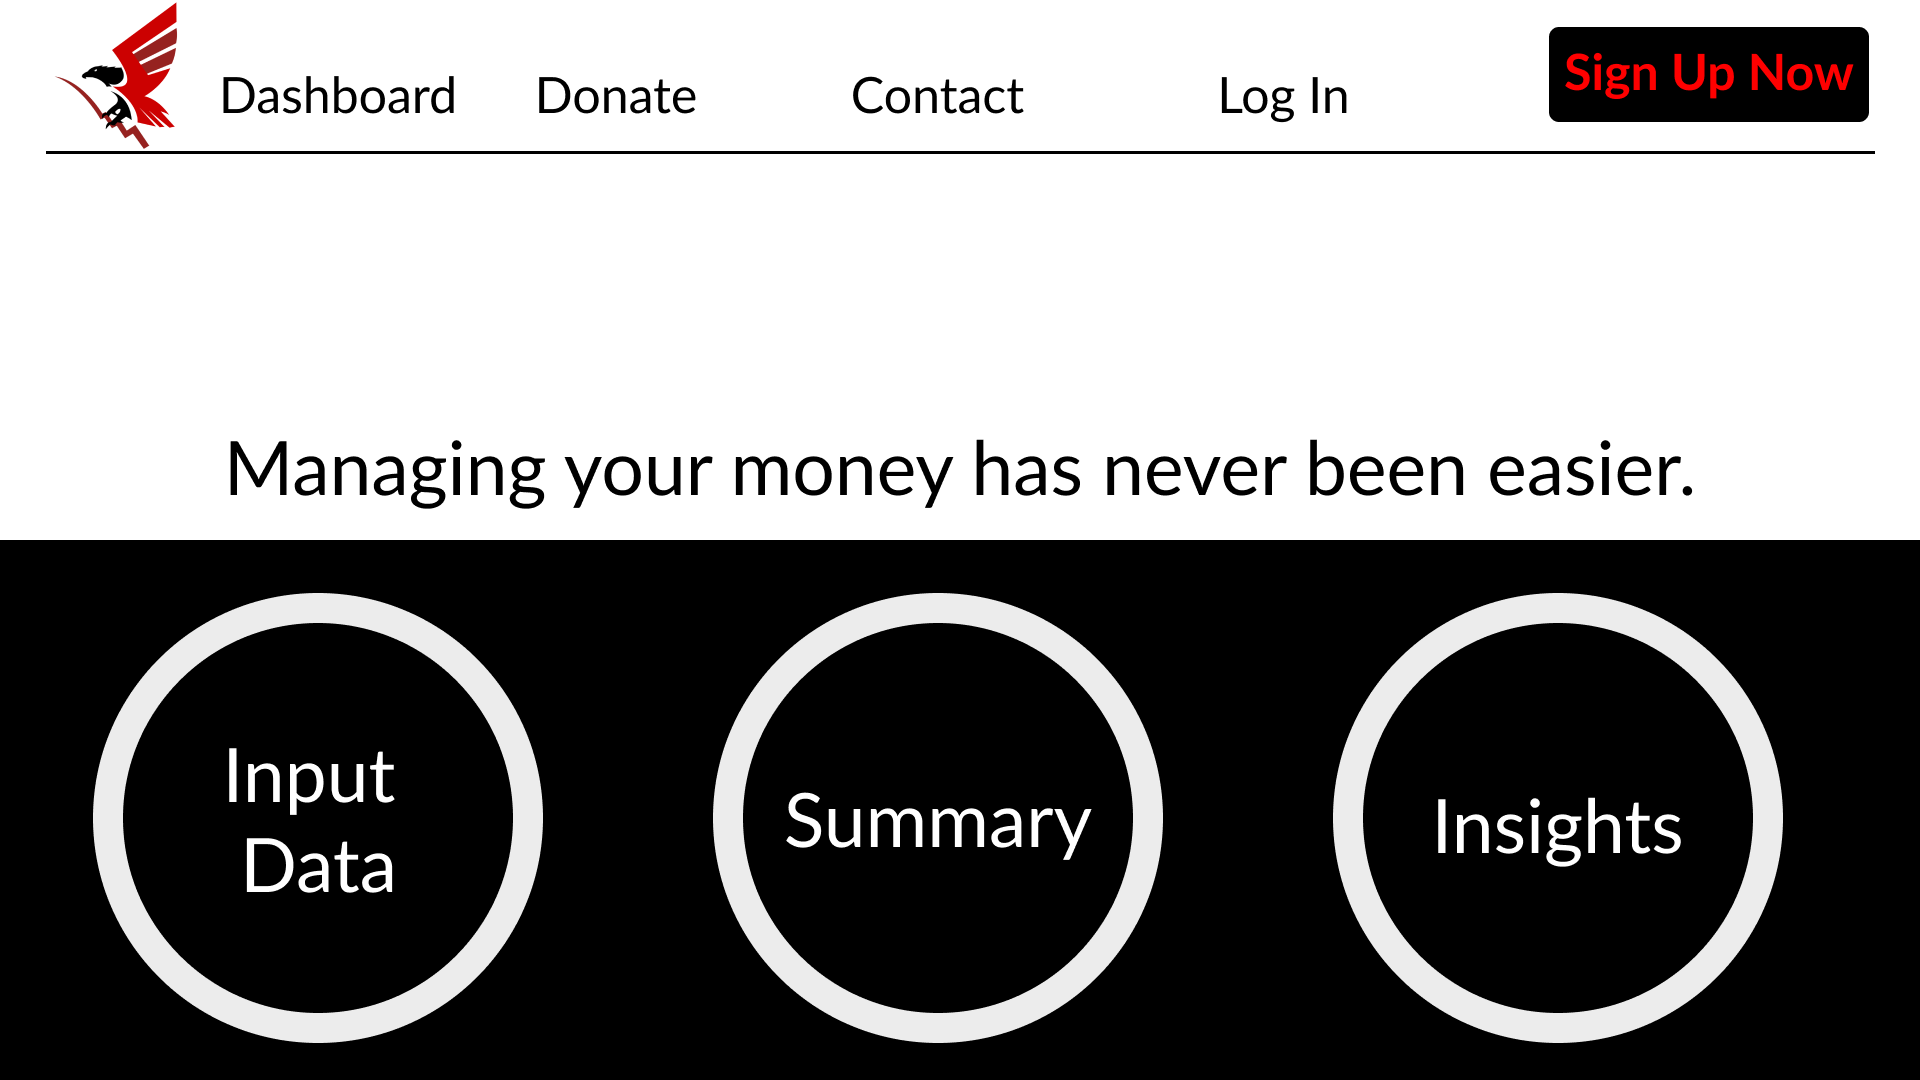 Dashboard Donate Contact Log In Sign Up Now
Managing your money has never been easier.
Input
Data
Summary
Insights